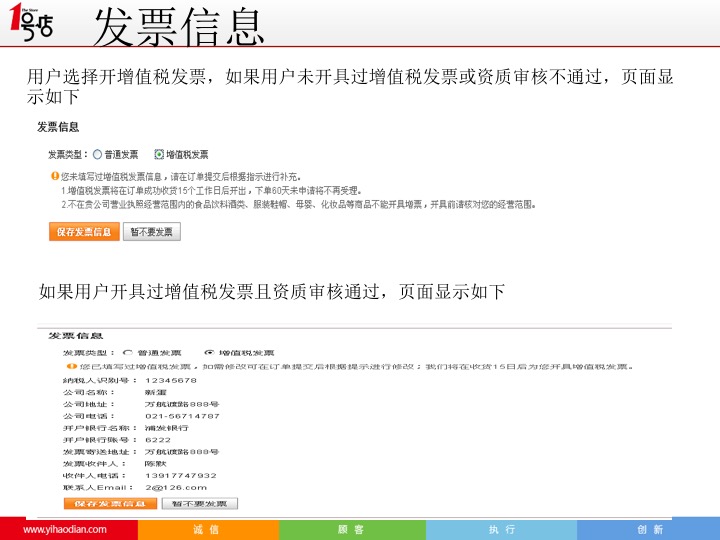 1号店
The Store
发票信息
用户选择开增值税发票，如果用户未开具过增值税发票或资质审核不通过，页面显
示如下
发票信息
发票类型： 普通发票 增值税发票
您未填写过增值税发票信息，请在订单提交后根据指示进行补充。
1.增值税发票将在订单成功收货15个工作日后开出，下单60天未申请将不再受理。
2.不在贵公司营业执照经营范围内的食品饮料酒类、服装鞋帽、母婴、化妆品等商品不能开具增票，开具前请核对您的经营范围。
保存发票信息 暂不要发票
如果用户开具过增值税发票且资质审核通过，页面显示如下
发票信息
发票类型： 普通发票 增值税发票
您已填写过增值税发票，如需修改可在订单提交后根据提示进行修改；我们将在收货15日后为您开具增值税发票。
纳税人识别号： 12345678
公司名称： 新蛋
公司地址： 万航渡路888号
公司电话： 021-56714787
开户银行名称： 浦发银行
开户银行账号： 6222
发票寄送地址： 万航渡路888号
发票收件人： 陈默
收件人电话： 13917747932
联系人Email： 2@126.com
保存发票信息 暂不要发票
www.yihaodian.com 诚 信 顾 客 执 行 创 新